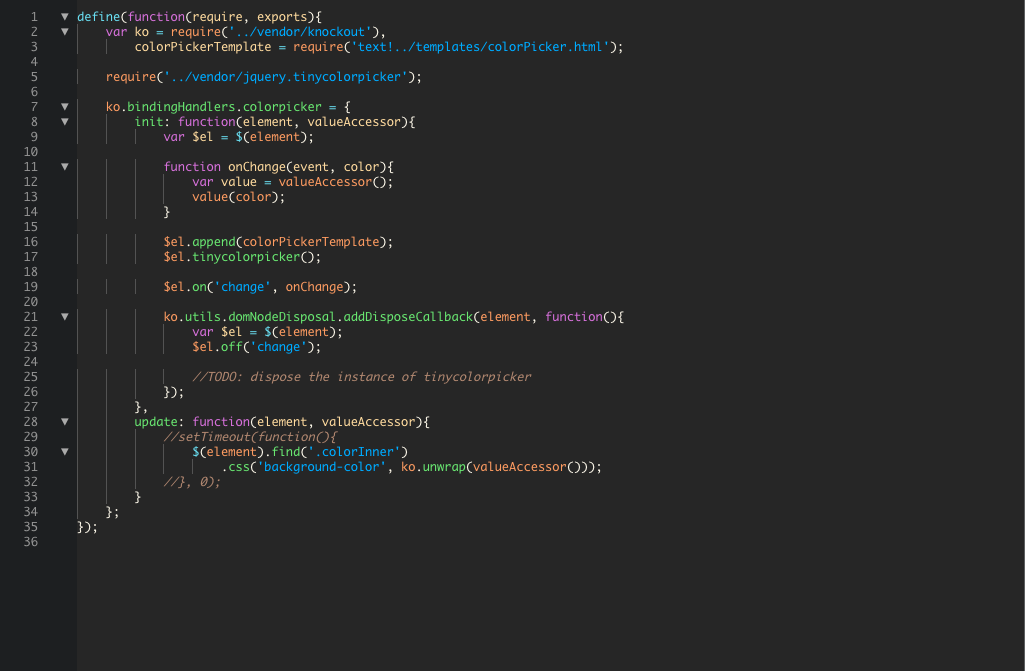 1 ▼ define(function(require, exports){
2 ▼     var ko = require('../vendor/knockout'),
3             colorPickerTemplate = require('text!../templates/colorPicker.html');
4
5         require('../vendor/jquery.tinycolorpicker');
6
7 ▼     ko.bindingHandlers.colorpicker = {
8 ▼         init: function(element, valueAccessor){
9                 var $el = $(element);
10
11 ▼             function onChange(event, color){
12                     var value = valueAccessor();
13                     value(color);
14                 }
15
16                 $el.append(colorPickerTemplate);
17                 $el.tinycolorpicker();
18
19                 $el.on('change', onChange);
20
21 ▼             ko.utils.domNodeDisposal.addDisposeCallback(element, function(){
22                     var $el = $(element);
23                     $el.off('change');
24
25                     //TODO: dispose the instance of tinycolorpicker
26                 });
27             },
28 ▼         update: function(element, valueAccessor){
29                 //setTimeout(function(){
30 ▼                 $(element).find('.colorInner')
31                         .css('background-color', ko.unwrap(valueAccessor()));
32                 //}, 0);
33             }
34         };
35     });
36